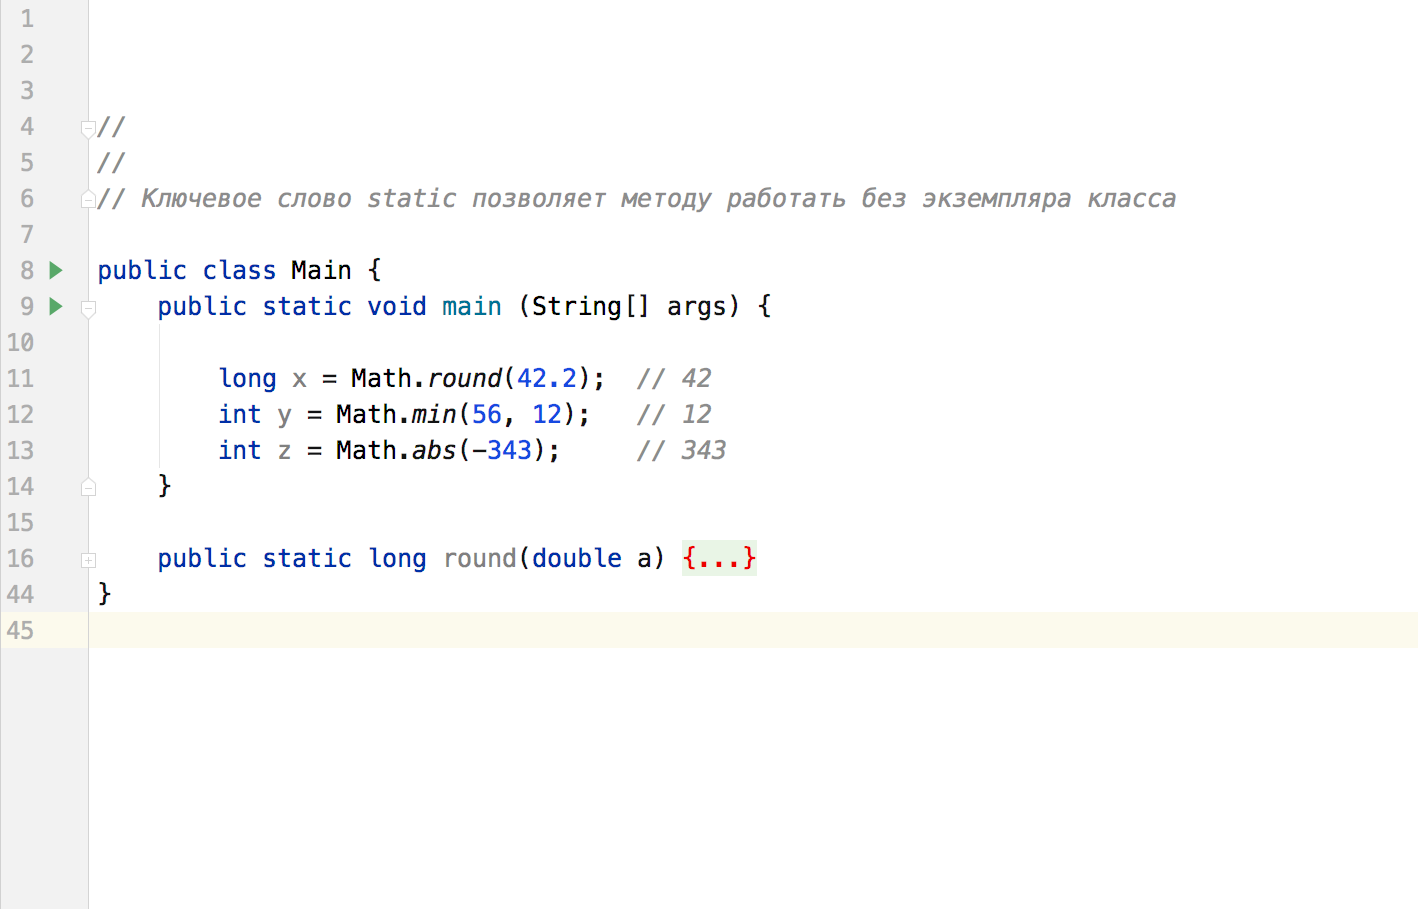 1
2
3
4 //
5 //
6 // Ключевое слово static позволяет методу работать без экземпляра класса
7
8 public class Main {
9 public static void main (String[] args) {
10
11 long x = Math.round(42.2); // 42
12 int y = Math.min(56, 12); // 12
13 int z = Math.abs(-343); // 343
14 }
15
16 public static long round(double a) {...}
44 }
45